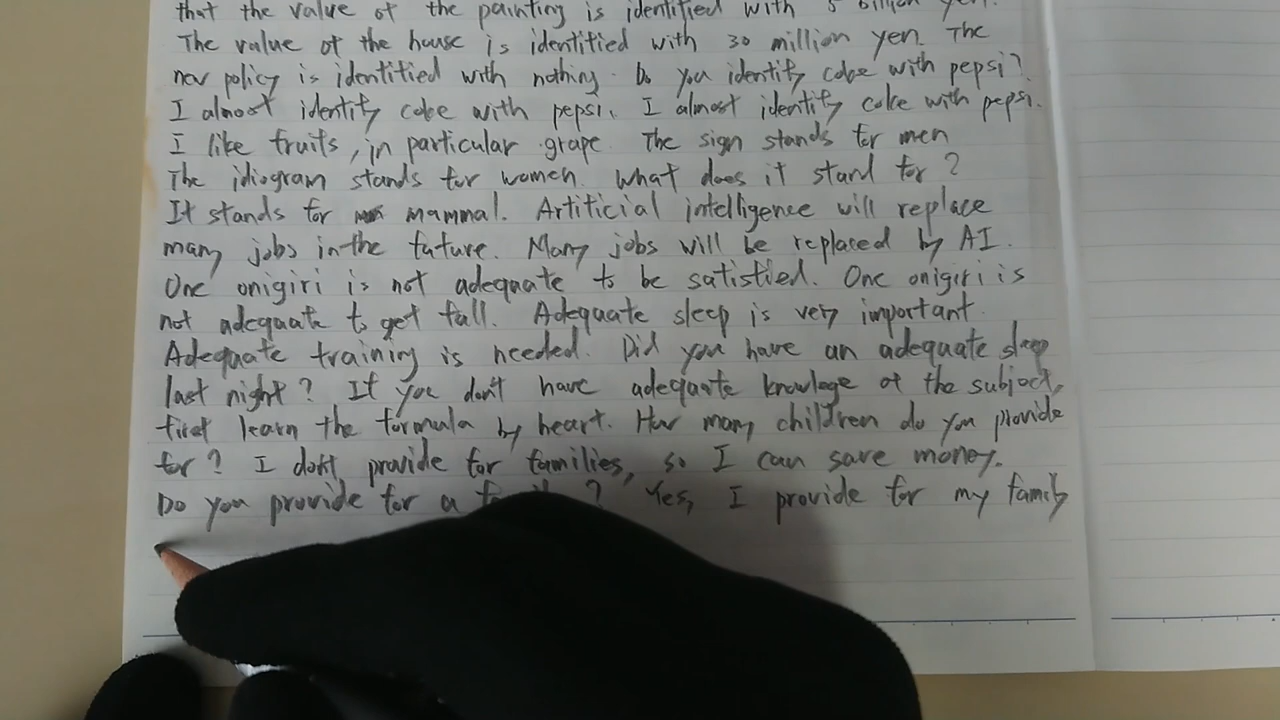 that the value of the painting is identified with 5 billion yen.
The value of the house is identified with 30 million yen. The
new policy is identified with nothing. Do you identify coke with pepsi?
I almost identify coke with pepsi. I almost identify coke with pepsi.
I like fruits, in particular grape. The sign stands for men
The idiogram stands for women. What does it stand for?
It stands for mammal. Artificial intelligence will replace
many jobs in the future. Many jobs will be replaced by AI.
One onigiri is not adequate to be satisfied. One onigiri is
not adequate to get full. Adequate sleep is very important.
Adequate training is needed. Did you have an adequate sleep
last night? If you don't have adequate knowlege of the subject,
first learn the formula by heart. How many children do you provide
for? I don't provide for families, so I can save money.
Do you provide for a ? Yes, I provide for my family